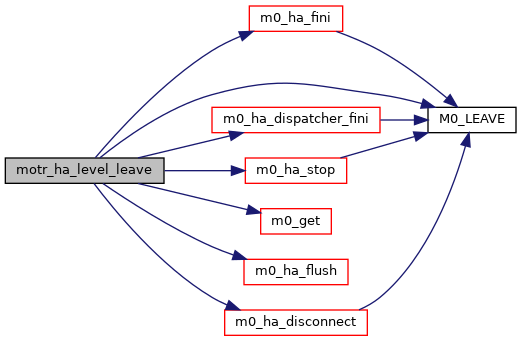 m0_ha_fini
M0_LEAVE
m0_ha_dispatcher_fini
motr_ha_level_leave
m0_ha_stop
m0_get
m0_ha_flush
m0_ha_disconnect